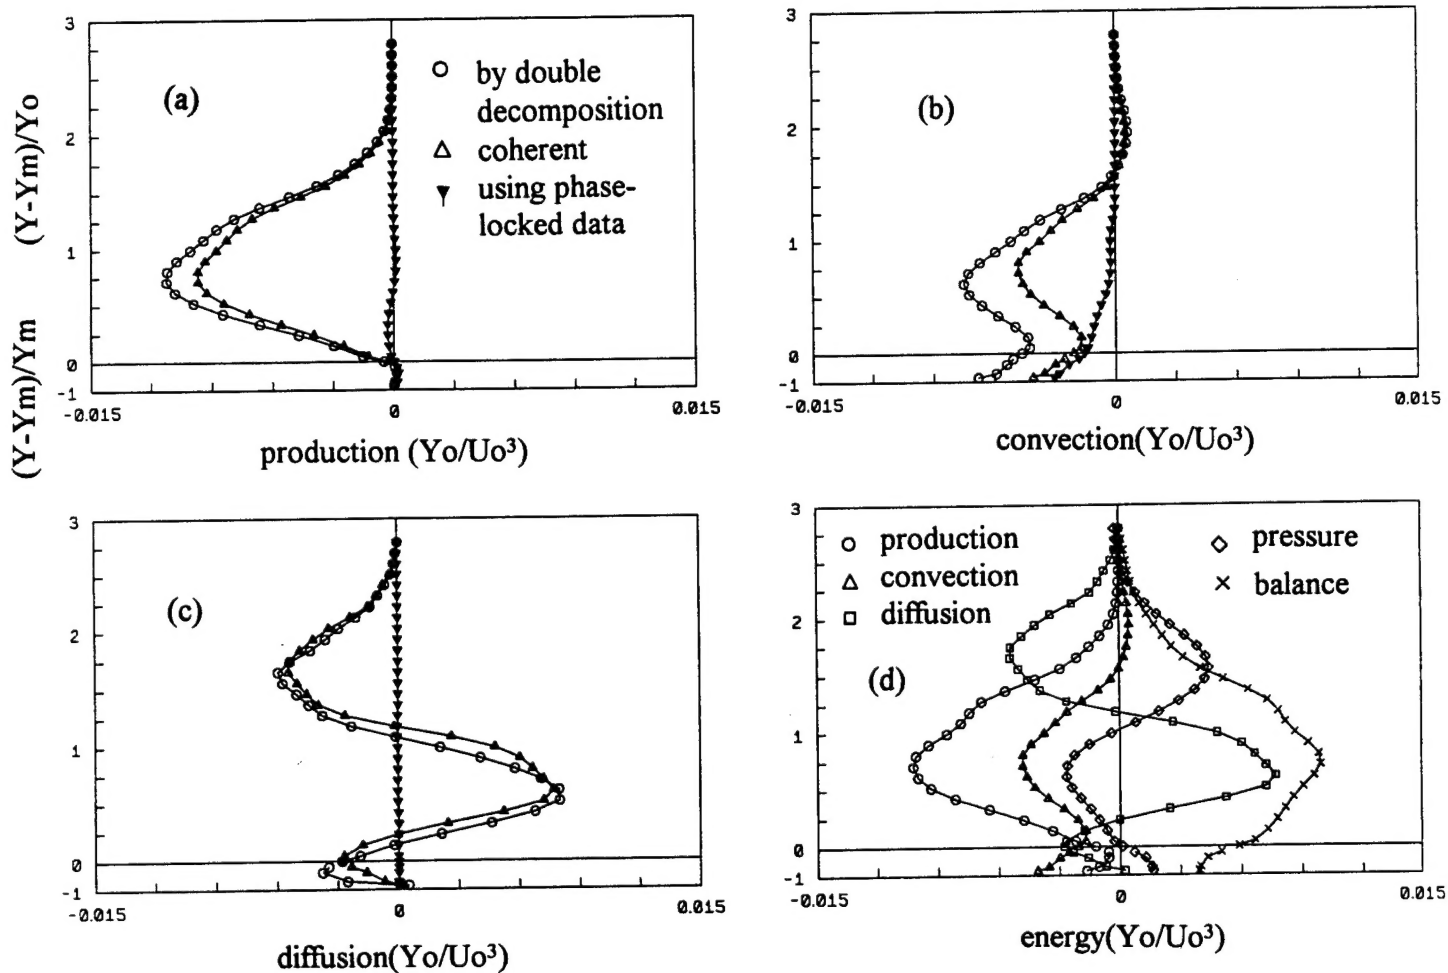 (Y-Ym)/Ym (Y-Ym)/Yo
3
2
1
0
-1
(a)
by double
decomposition
coherent
using phase-
locked data
-0.015 0 0.015
production (Yo/Uo³)
3
2
1
0
-1
(b)
-0.015 0 0.015
convection(Yo/Uo³)
3
2
1
0
-1
(c)
-0.015 0 0.015
diffusion(Yo/Uo³)
3
2
1
0
-1
production
convection
diffusion
pressure
balance
(d)
-0.015 0 0.015
energy(Yo/Uo³)